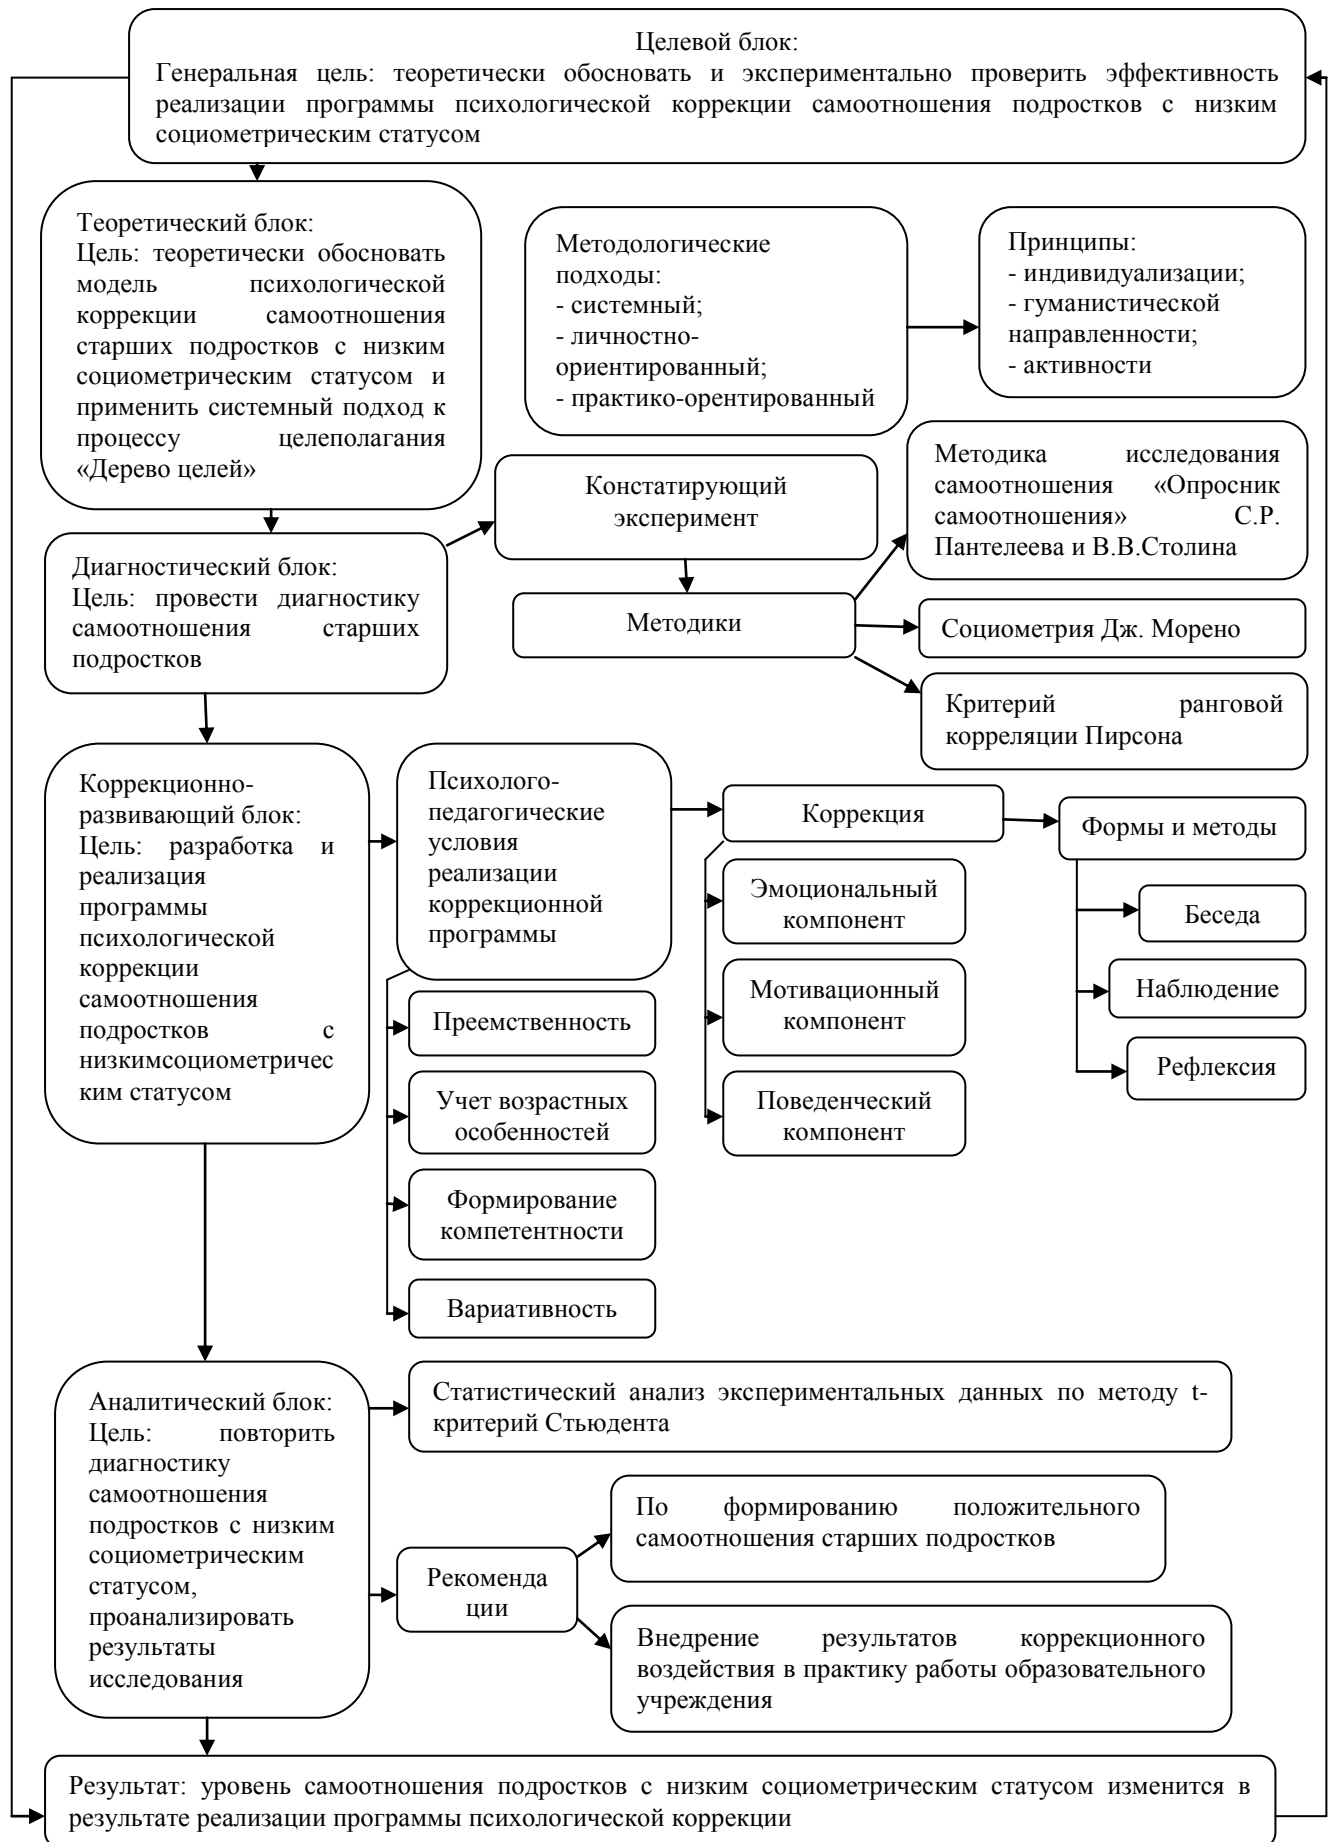 Целевой блок:
Генеральная цель: теоретически обосновать и экспериментально проверить эффективность
реализации программы психологической коррекции самоотношения подростков с низким
социометрическим статусом
Теоретический блок:
Цель: теоретически обосновать
модель психологической
коррекции самоотношения
старших подростков с низким
социометрическим статусом и
применить системный подход к
процессу целеполагания
«Дерево целей»
Методологические
подходы:
- системный;
- личностно-
ориентированный;
- практико-орентированный
Принципы:
- индивидуализации;
- гуманистической
направленности;
- активности
Констатирующий
эксперимент
Методика исследования
самоотношения «Опросник
самоотношения» С.Р.
Пантелеева и В.В.Столина
Диагностический блок:
Цель: провести диагностику
самоотношения старших
подростков
Методики
Социометрия Дж. Морено
Критерий ранговой
корреляции Пирсона
Коррекционно-
развивающий блок:
Цель: разработка и
реализация
программы
психологической
коррекции
самоотношения
подростков с
низкимсоциометричес
ким статусом
Психолого-
педагогические
условия
реализации
коррекционной
программы
Преемственность
Учет возрастных
особенностей
Формирование
компетентности
Вариативность
Коррекция
Эмоциональный
компонент
Мотивационный
компонент
Поведенческий
компонент
Формы и методы
Беседа
Наблюдение
Рефлексия
Аналитический блок:
Цель: повторить
диагностику
самоотношения
подростков с низким
социометрическим
статусом,
проанализировать
результаты
исследования
Статистический анализ экспериментальных данных по методу t-
критерий Стьюдента
Рекоменда
ции
По формированию положительного
самоотношения старших подростков
Внедрение результатов коррекционного
воздействия в практику работы образовательного
учреждения
Результат: уровень самоотношения подростков с низким социометрическим статусом изменится в
результате реализации программы психологической коррекции